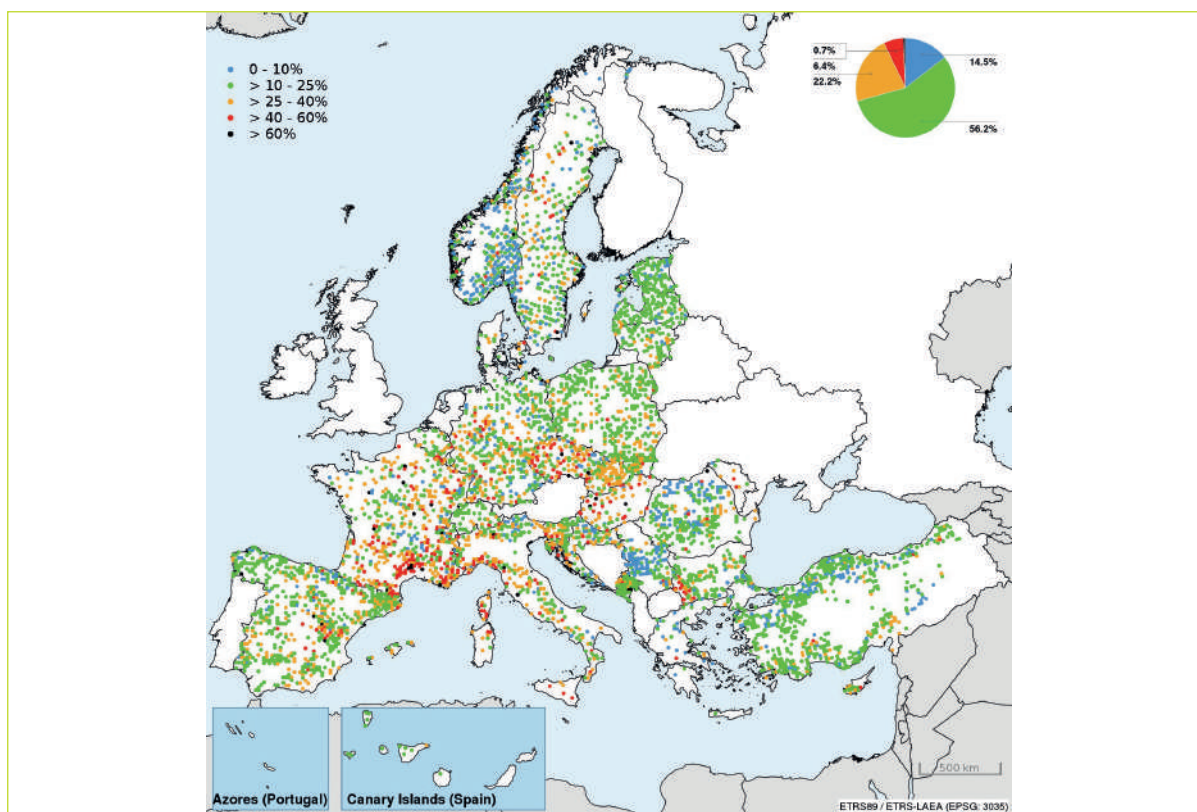 0 - 10%
> 10 - 25%
> 25 - 40%
> 40 - 60%
> 60%
0.7%
6.4%
22.2%
14.5%
56.2%
Azores (Portugal)
Canary Islands (Spain)
500 km
ETRS89 / ETRS-LAEA (EPSG: 3035)